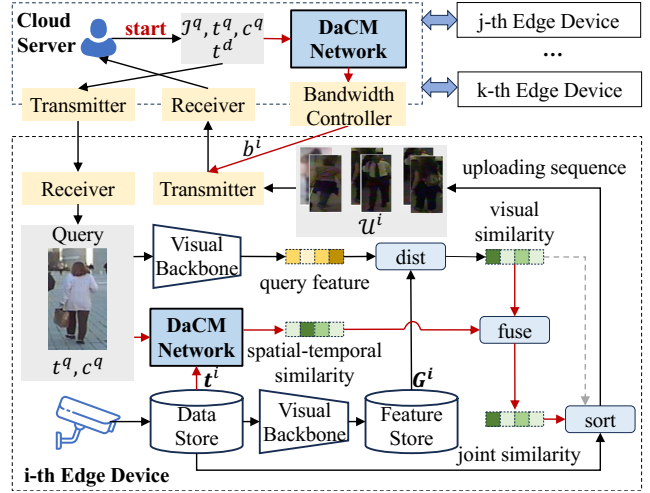 Cloud
Server
start
𝒥^q, t^q, c^q
t^d
DaCM
Network
j-th Edge Device
...
k-th Edge Device
Transmitter
Receiver
Bandwidth
Controller
b^i
Receiver
Transmitter
𝒰^i
uploading sequence
Query
Visual
Backbone
query feature
dist
visual
similarity
t^q, c^q
DaCM
Network
spatial-temporal
similarity
fuse
t^i
G^i
Data
Store
Visual
Backbone
Feature
Store
joint similarity
sort
i-th Edge Device